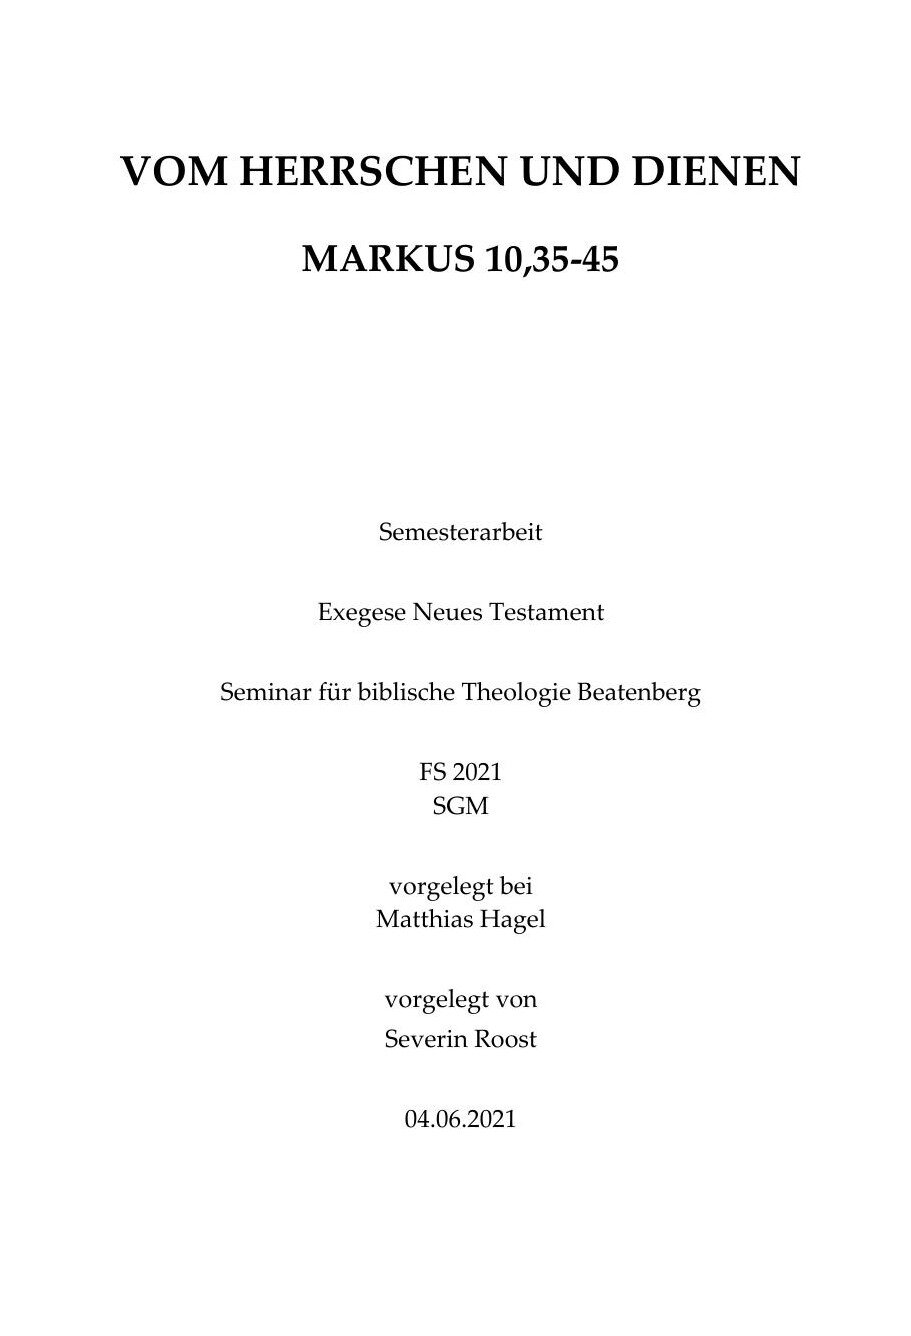 VOM HERRSCHEN UND DIENEN
MARKUS 10,35-45
Semesterarbeit
Exegese Neues Testament
Seminar für biblische Theologie Beatenberg
FS 2021
SGM
vorgelegt bei
Matthias Hagel
vorgelegt von
Severin Roost
04.06.2021